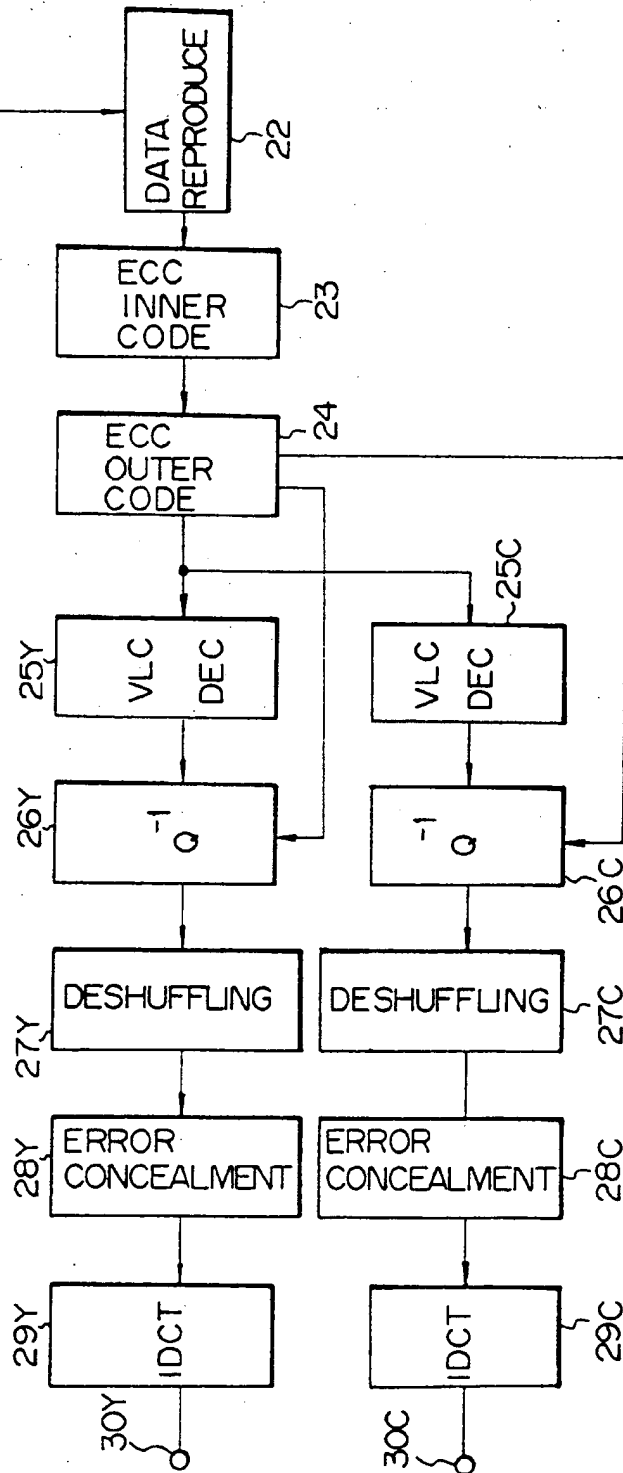 DATA
REPRODUCE
22
ECC
INNER
CODE
23
ECC
OUTER
CODE
24
25Y
VLC
DEC
VLC
DEC
25C
26Y
Q⁻¹
Q⁻¹
26C
27Y
DESHUFFLING
DESHUFFLING
27C
28Y
ERROR
CONCEALMENT
ERROR
CONCEALMENT
28C
29Y
IDCT
IDCT
29C
30Y
30C